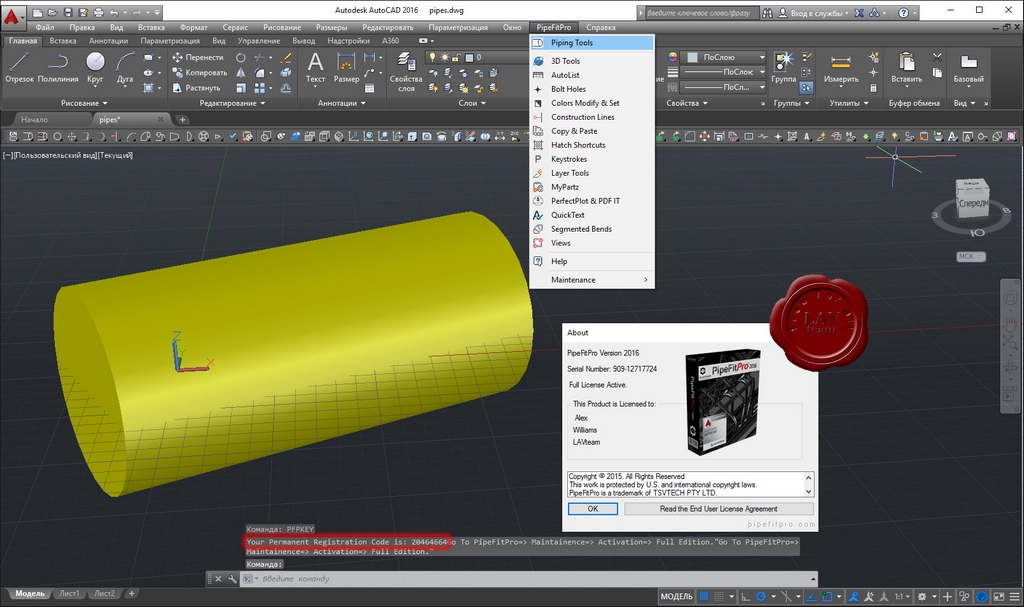 Autodesk AutoCAD 2016 pipes.dwg
Введите ключевое слово/фразу
Вход в службы
Файл Правка Вид Вставка Формат Сервис Рисование Размеры Редактировать Параметризация Окно PipeFitPro Справка
Главная Вставка Аннотации Параметризация Вид Управление Вывод Надстройки A360
Отрезок Полилиния Круг Дуга
Перенести
Копировать
Растянуть
Текст Размер
Свойства слоя
0
ПоСлою
ПоСлок
ПоСл...
Группа
Измерить
Вставить
Базовый
Рисование Редактирование Аннотации Слои Свойства Группы Утилиты Буфер обмена Вид
Начало pipes*
[−][Пользовательский вид][Текущий]
Piping Tools
3D Tools
AutoList
Bolt Holes
Colors Modify & Set
Construction Lines
Copy & Paste
Hatch Shortcuts
Keystrokes
Layer Tools
MyPartz
PerfectPlot & PDF IT
QuickText
Segmented Bends
Views
Help
Maintenance
Спереди
З
Ю
В
МСК
Z
X
LAV
team
About
PipeFitPro Version 2016
Serial Number: 909-12717724
Full License Active.
This Product is Licensed to:
Alex
Williams
LAVteam
PipeFitPro 2016
Copyright © 2015. All Rights Reserved
This work is protected by U.S. and international copyright laws.
PipeFitPro is a trademark of TSVTECH PTY LTD.
OK Read the End User License Agreement
pipefitpro.com
Команда: PFPKEY
Your Permanent Registration Code is: 204646646o To PipeFitPro=> Maintainence=> Activation=> Full Edition."Go To PipeFitPro=>
Maintainence=> Activation=> Full Edition."
Команда:
Введите команду
Модель Лист1 Лист2 +
МОДЕЛЬ
1:1